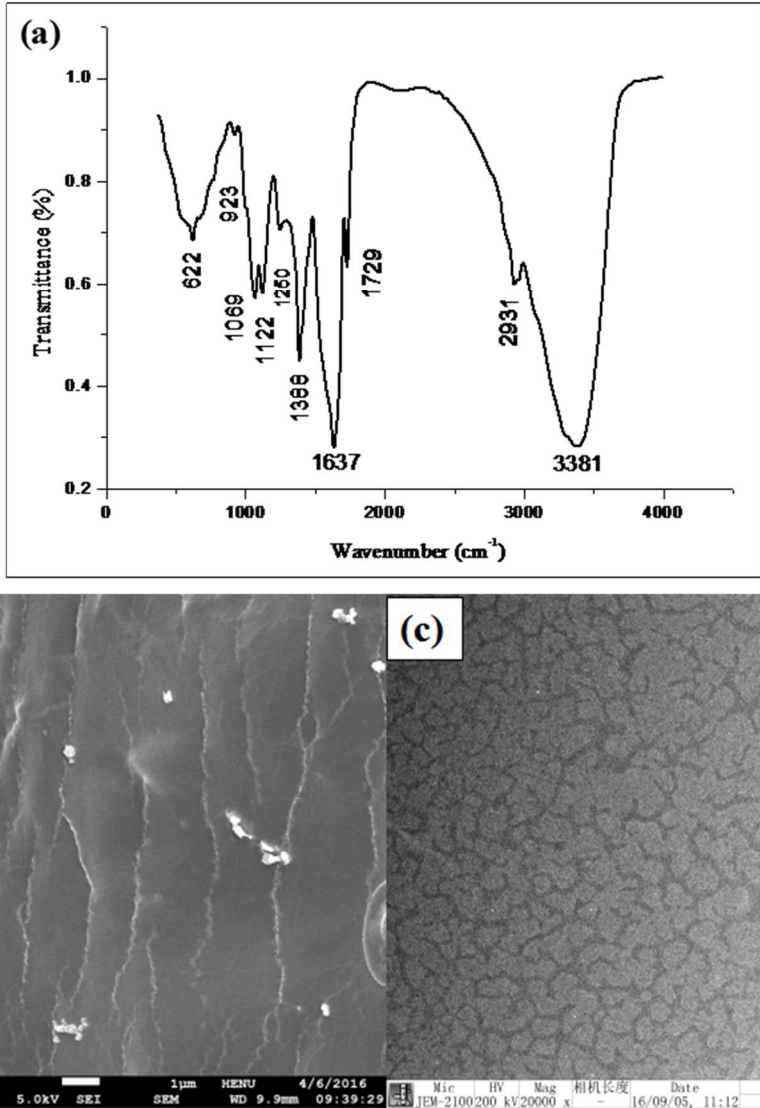 (a)
1.0
0.8
0.6
0.4
0.2
Transmittance (%)
622
923
1069
1122
1250
1388
1637
1729
2931
3381
0 1000 2000 3000 4000
Wavenumber (cm⁻¹)
(c)
1μm HENU 4/6/2016
5.0kV SEI SEM WD 9.9mm 09:39:29
Mic HV Mag 相机长度 Date
JEM-2100 200 kV 20000 x - 16/09/05, 11:12